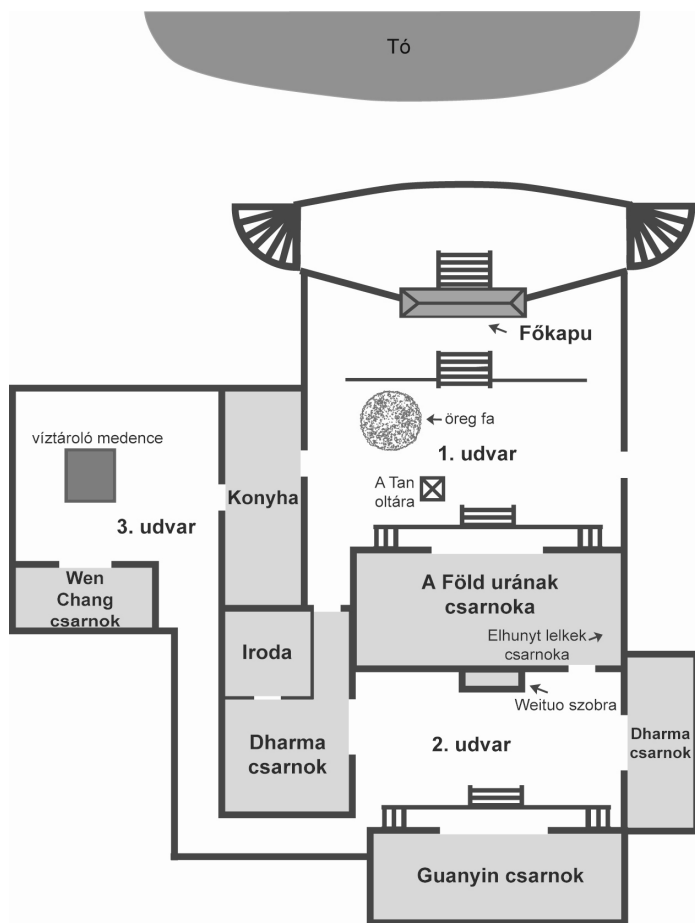 Tó
Főkapu
öreg fa
víztároló medence
1. udvar
A Tan
oltára
Konyha
3. udvar
Wen
Chang
csarnok
A Föld urának
csarnoka
Elhunyt lelkek
csarnoka
Iroda
Weituo szobra
Dharma
csarnok
2. udvar
Dharma
csarnok
Guanyin csarnok